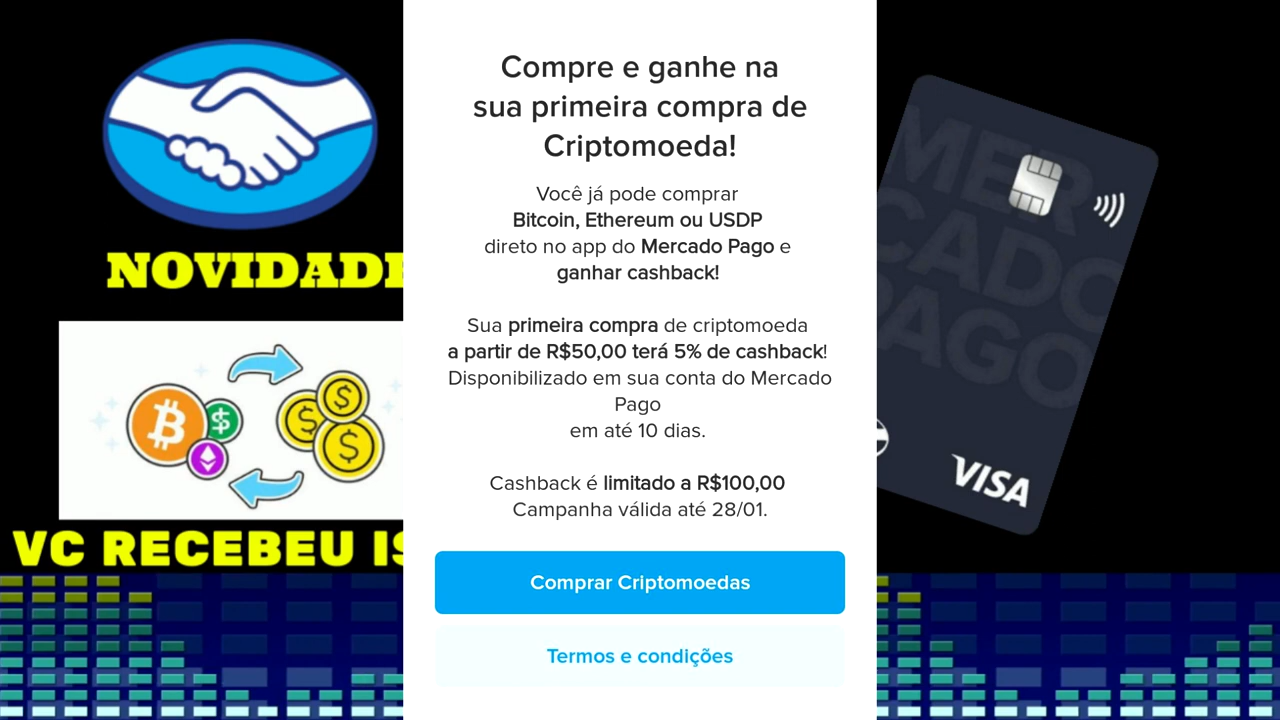 NOVIDADE
VC RECEBEU IS
Compre e ganhe na
sua primeira compra de
Criptomoeda!
Você já pode comprar
Bitcoin, Ethereum ou USDP
direto no app do Mercado Pago e
ganhar cashback!
Sua primeira compra de criptomoeda
a partir de R$50,00 terá 5% de cashback!
Disponibilizado em sua conta do Mercado
Pago
em até 10 dias.
Cashback é limitado a R$100,00
Campanha válida até 28/01.
Comprar Criptomoedas
Termos e condições
MER
CADO
PAGO
VISA